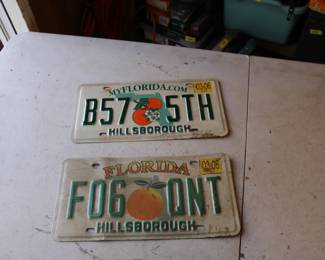 MYFLORIDA.COM
B57 5TH
HILLSBOROUGH
FLORIDA
F06 QNT
HILLSBOROUGH